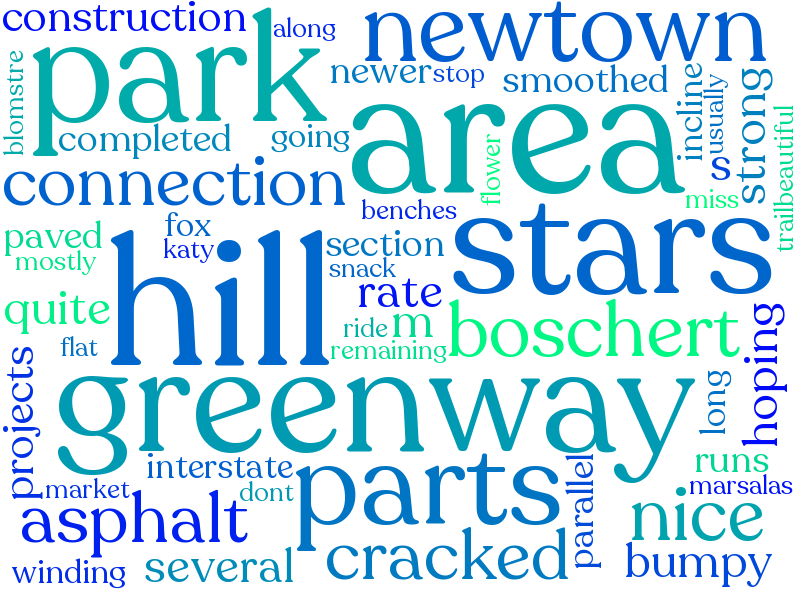 construction
along
park
newtown
blomstre
newer
stop
smoothed
incline
usually
strong
completed
going
area
trailbeautiful
connection
flower
s
miss
benches
fox
katy
stars
paved
mostly
hill
section
snack
rate
quite
m
boschert
hoping
flat
ride
remaining
projects
greenway
long
interstate
parts
runs
market
dont
parallel
marsalas
asphalt
nice
cracked
bumpy
winding
several